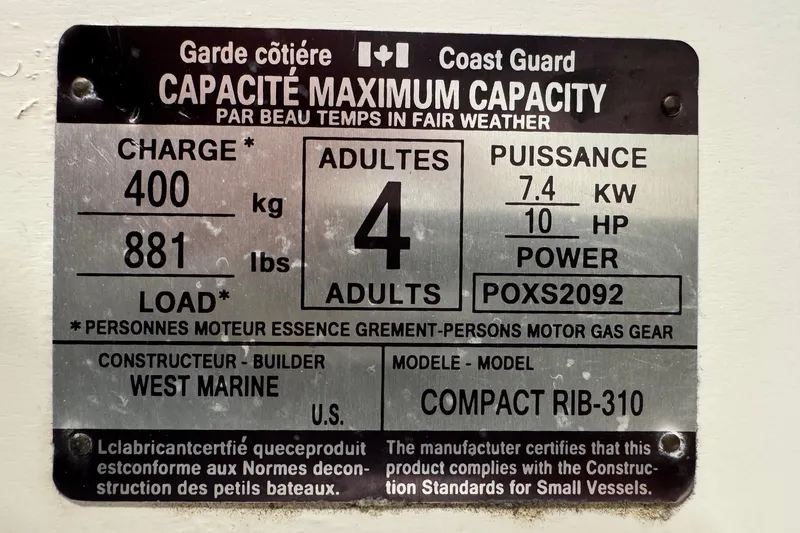 Garde cõtiére Coast Guard
CAPACITÉ MAXIMUM CAPACITY
PAR BEAU TEMPS IN FAIR WEATHER
CHARGE*
400 kg
881 lbs
LOAD*
ADULTES
4
ADULTS
PUISSANCE
7.4 KW
10 HP
POWER
POXS2092
*PERSONNES MOTEUR ESSENCE GREMENT-PERSONS MOTOR GAS GEAR
CONSTRUCTEUR - BUILDER
WEST MARINE
U.S.
MODELE - MODEL
COMPACT RIB-310
Lclabricantcertfié queceproduit
estconforme aux Normes decon-
struction des petils bateaux.
The manufactuter certifies that this
product complies with the Construc-
tion Standards for Small Vessels.